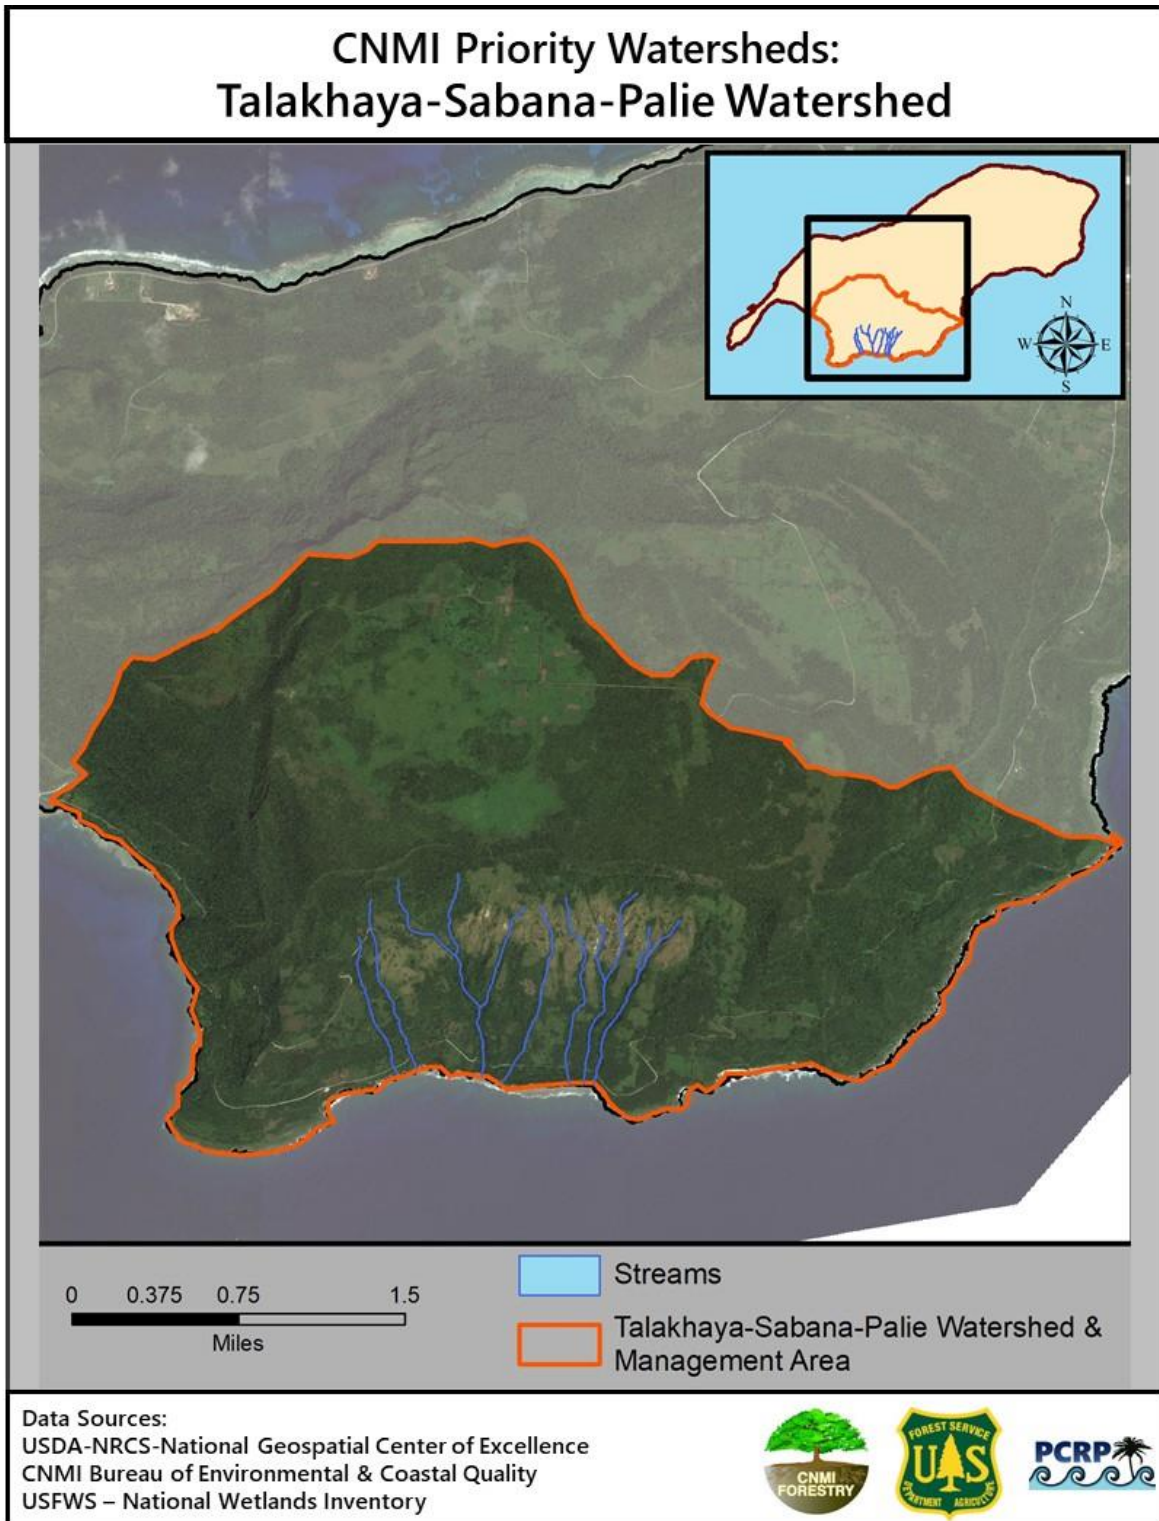 CNMI Priority Watersheds:
Talakhaya-Sabana-Palie Watershed
N
W E
S
0 0.375 0.75 1.5
Miles
Streams
Talakhaya-Sabana-Palie Watershed &
Management Area
Data Sources:
USDA-NRCS-National Geospatial Center of Excellence
CNMI Bureau of Environmental & Coastal Quality
USFWS – National Wetlands Inventory
CNMI
FORESTRY
FOREST SERVICE
U S
DEPARTMENT OF AGRICULTURE
PCRP